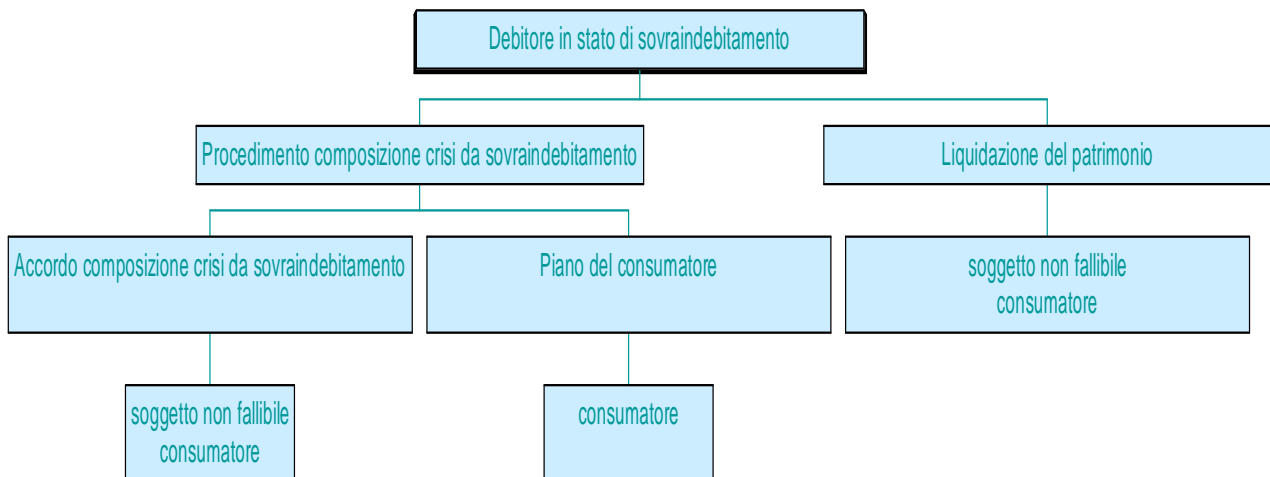 Debitore in stato di sovraindebitamento
Procedimento composizione crisi da sovraindebitamento
Liquidazione del patrimonio
Accordo composizione crisi da sovraindebitamento
Piano del consumatore
soggetto non fallibile
consumatore
soggetto non fallibile
consumatore
consumatore